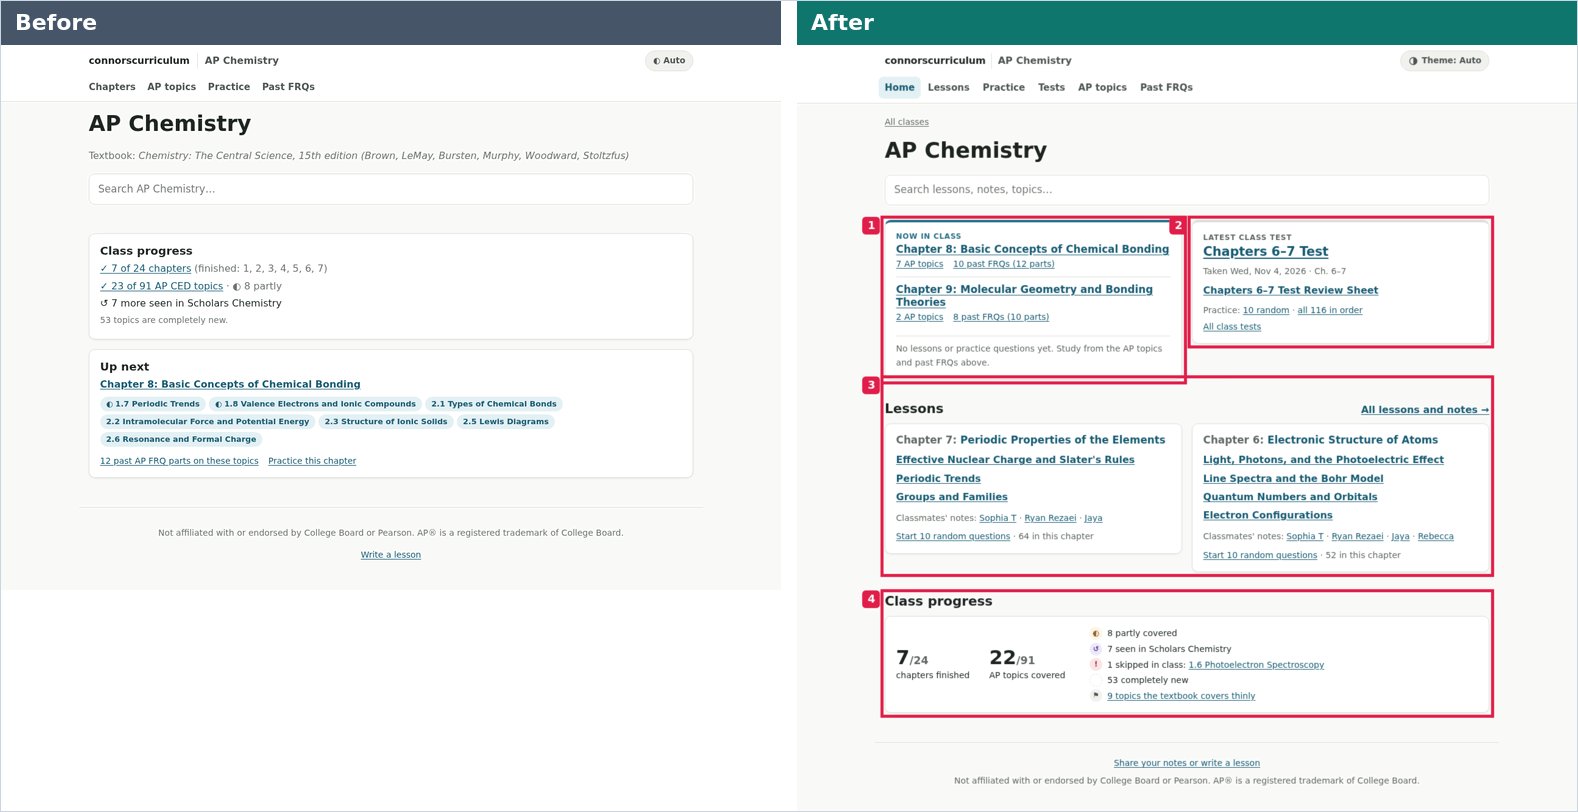 Before
connorscurriculum AP Chemistry
◐ Auto
Chapters AP topics Practice Past FRQs
AP Chemistry
Textbook: Chemistry: The Central Science, 15th edition (Brown, LeMay, Bursten, Murphy, Woodward, Stoltzfus)
Search AP Chemistry...
Class progress
✓ 7 of 24 chapters (finished: 1, 2, 3, 4, 5, 6, 7)
✓ 23 of 91 AP CED topics · ◐ 8 partly
↺ 7 more seen in Scholars Chemistry
53 topics are completely new.
Up next
Chapter 8: Basic Concepts of Chemical Bonding
◐ 1.7 Periodic Trends ◐ 1.8 Valence Electrons and Ionic Compounds 2.1 Types of Chemical Bonds
2.2 Intramolecular Force and Potential Energy 2.3 Structure of Ionic Solids 2.5 Lewis Diagrams
2.6 Resonance and Formal Charge
12 past AP FRQ parts on these topics Practice this chapter
Not affiliated with or endorsed by College Board or Pearson. AP® is a registered trademark of College Board.
Write a lesson
After
connorscurriculum AP Chemistry
◑ Theme: Auto
Home Lessons Practice Tests AP topics Past FRQs
All classes
AP Chemistry
Search lessons, notes, topics...
1
NOW IN CLASS
Chapter 8: Basic Concepts of Chemical Bonding
7 AP topics 10 past FRQs (12 parts)
Chapter 9: Molecular Geometry and Bonding
Theories
2 AP topics 8 past FRQs (10 parts)
No lessons or practice questions yet. Study from the AP topics
and past FRQs above.
2
LATEST CLASS TEST
Chapters 6–7 Test
Taken Wed, Nov 4, 2026 · Ch. 6–7
Chapters 6–7 Test Review Sheet
Practice: 10 random · all 116 in order
All class tests
3
Lessons
All lessons and notes →
Chapter 7: Periodic Properties of the Elements
Effective Nuclear Charge and Slater's Rules
Periodic Trends
Groups and Families
Classmates' notes: Sophia T · Ryan Rezaei · Jaya
Start 10 random questions · 64 in this chapter
Chapter 6: Electronic Structure of Atoms
Light, Photons, and the Photoelectric Effect
Line Spectra and the Bohr Model
Quantum Numbers and Orbitals
Electron Configurations
Classmates' notes: Sophia T · Ryan Rezaei · Jaya · Rebecca
Start 10 random questions · 52 in this chapter
4
Class progress
7/24
chapters finished
22/91
AP topics covered
◐ 8 partly covered
↺ 7 seen in Scholars Chemistry
! 1 skipped in class: 1.6 Photoelectron Spectroscopy
53 completely new
⚑ 9 topics the textbook covers thinly
Share your notes or write a lesson
Not affiliated with or endorsed by College Board or Pearson. AP® is a registered trademark of College Board.